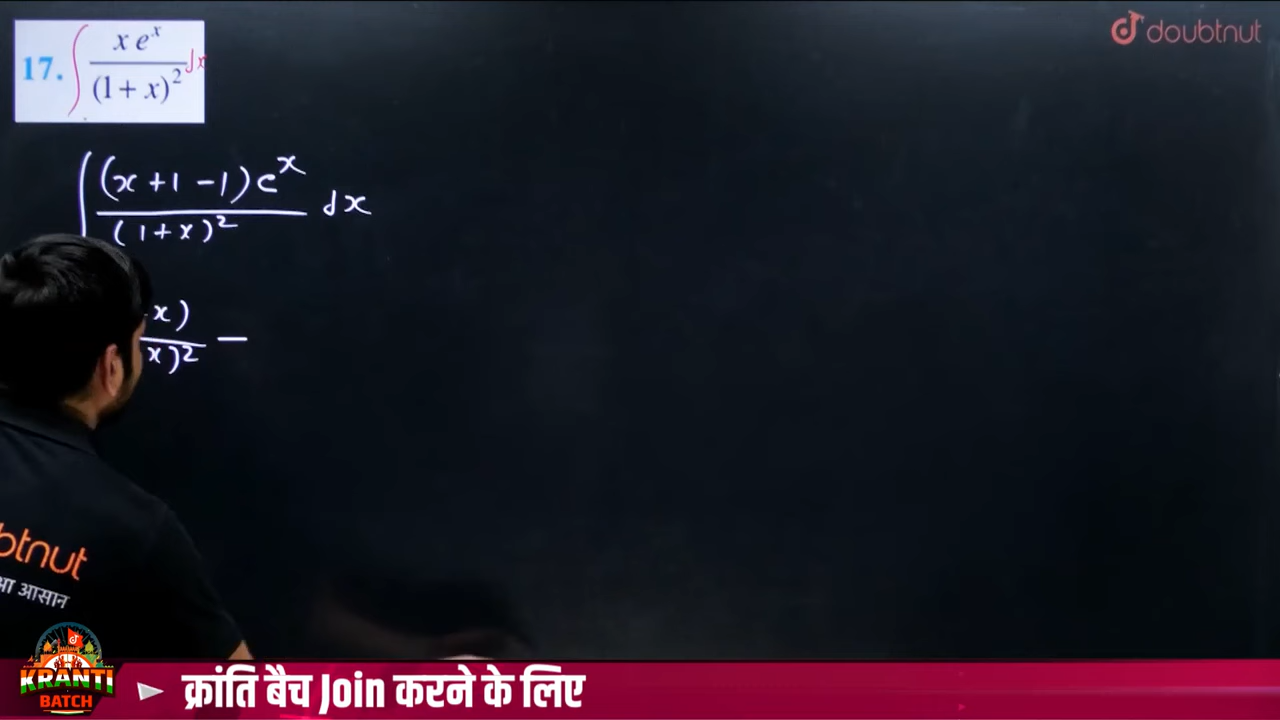 doubtnut
17. ∫ x e^x / (1 + x)^2 dx
∫ (x+1-1)e^x / (1+x)^2 dx
x) / x)^2 -
btnut
आसान
KRANTI
BATCH
क्रांति बैच Join करने के लिए